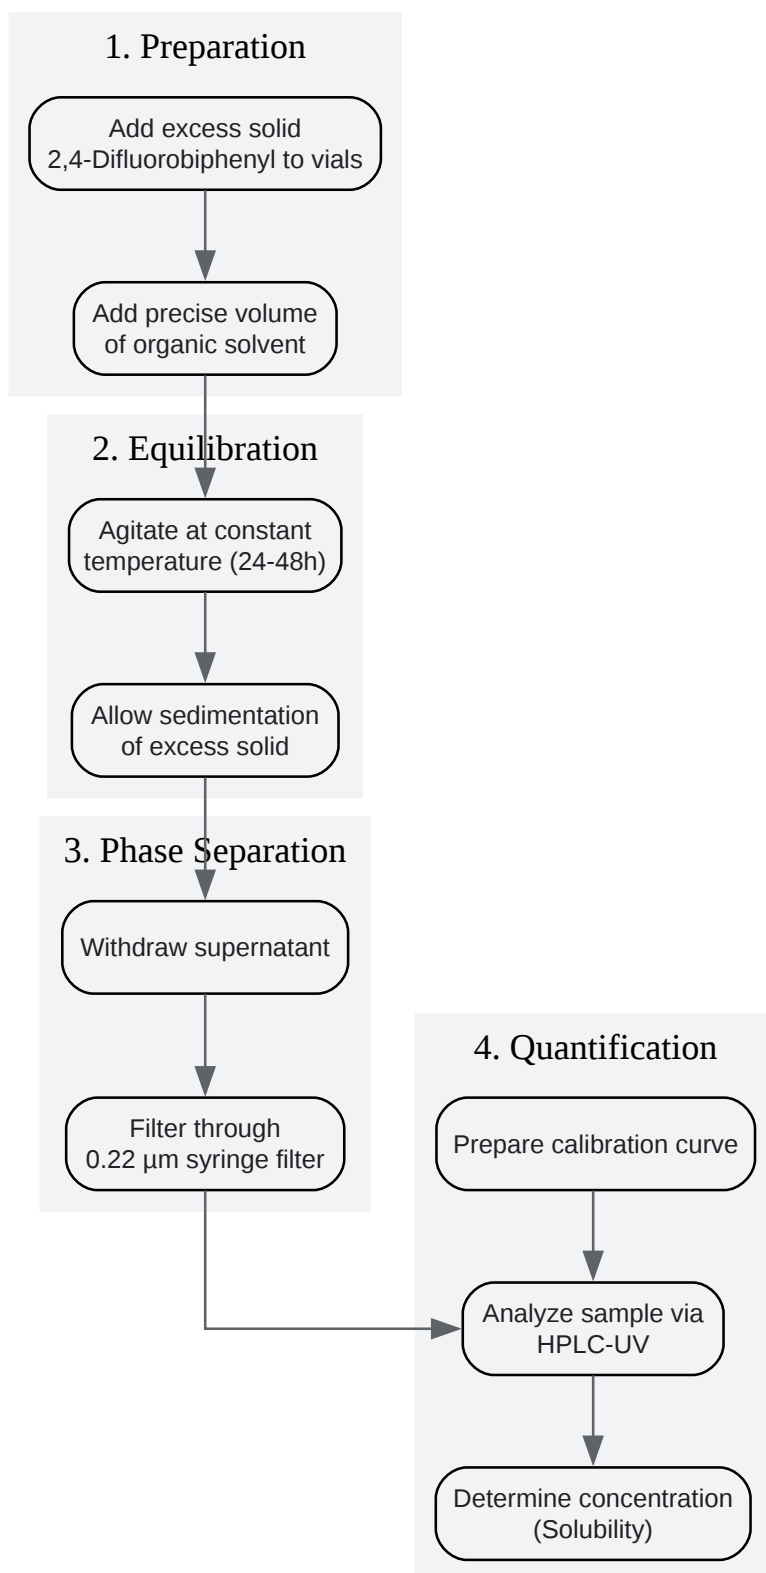 1. Preparation
Add excess solid
2,4-Difluorobiphenyl to vials
Add precise volume
of organic solvent
2. Equilibration
Agitate at constant
temperature (24-48h)
Allow sedimentation
of excess solid
3. Phase Separation
Withdraw supernatant
Filter through
0.22 µm syringe filter
4. Quantification
Prepare calibration curve
Analyze sample via
HPLC-UV
Determine concentration
(Solubility)